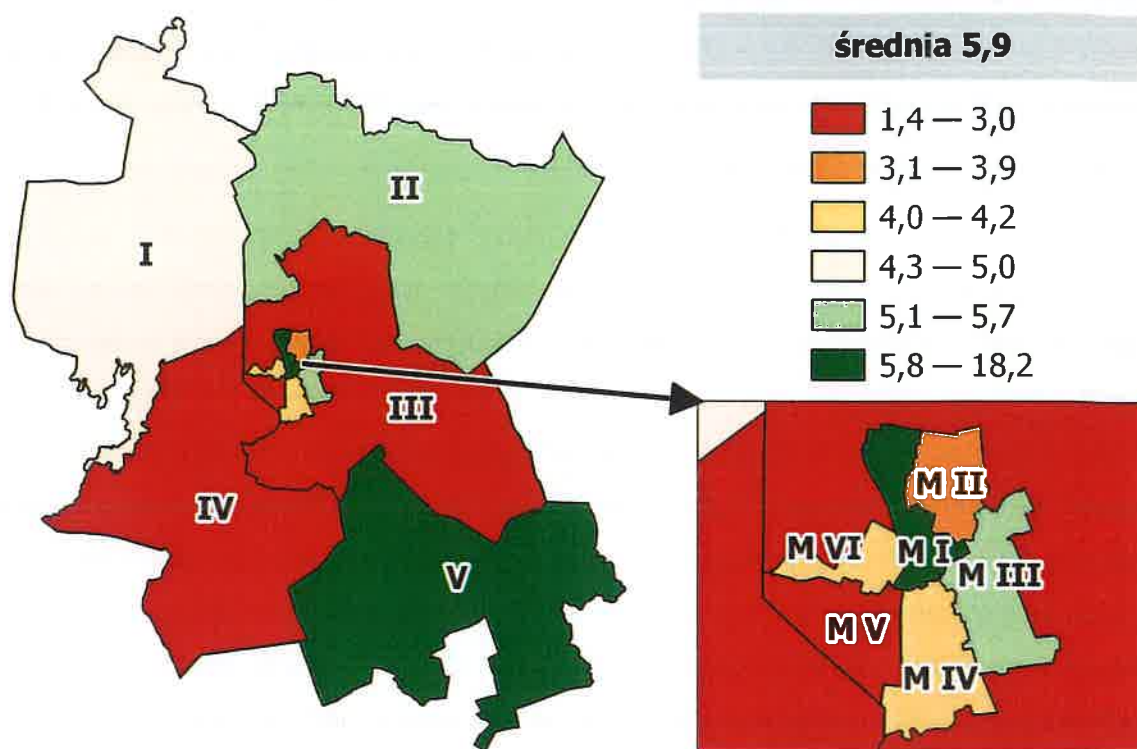 średnia 5,9
1,4 — 3,0
3,1 — 3,9
4,0 — 4,2
4,3 — 5,0
5,1 — 5,7
5,8 — 18,2
I
II
III
IV
V
M II
M VI
M I
M III
M V
M IV